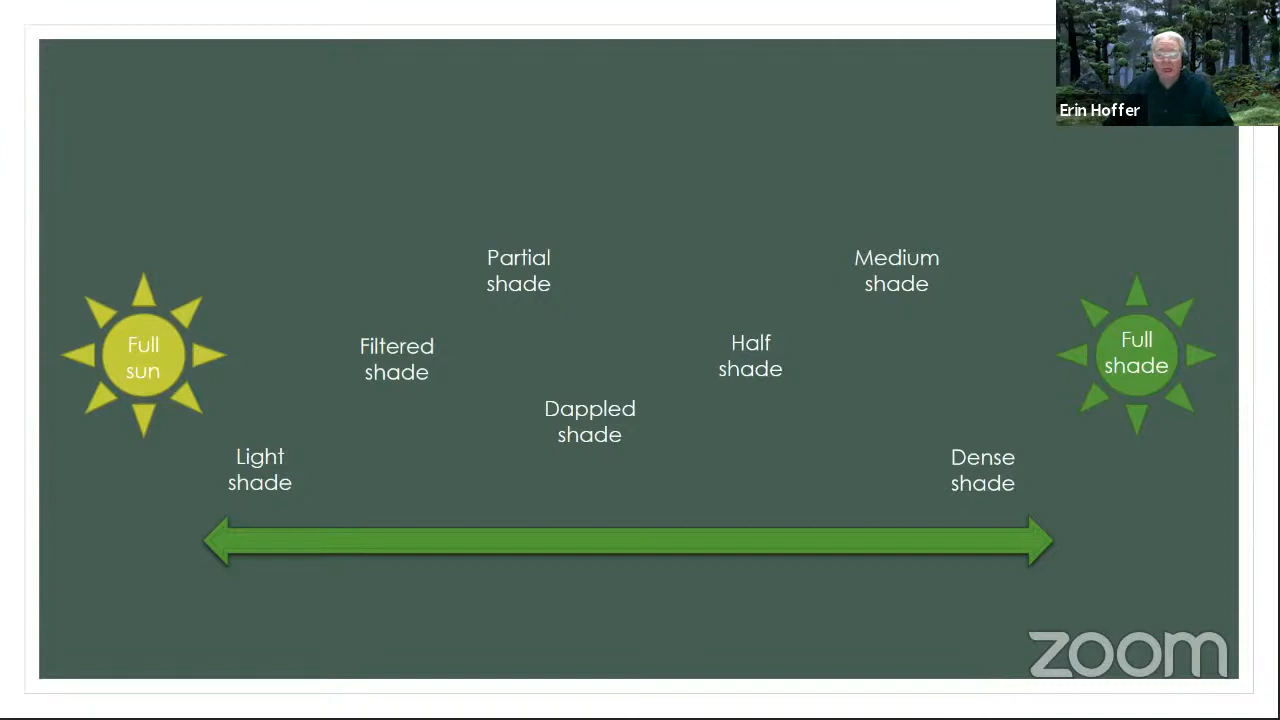 Erin Hoffer
Partial
shade
Medium
shade
Full
sun
Filtered
shade
Half
shade
Full
shade
Dappled
shade
Light
shade
Dense
shade
zoom